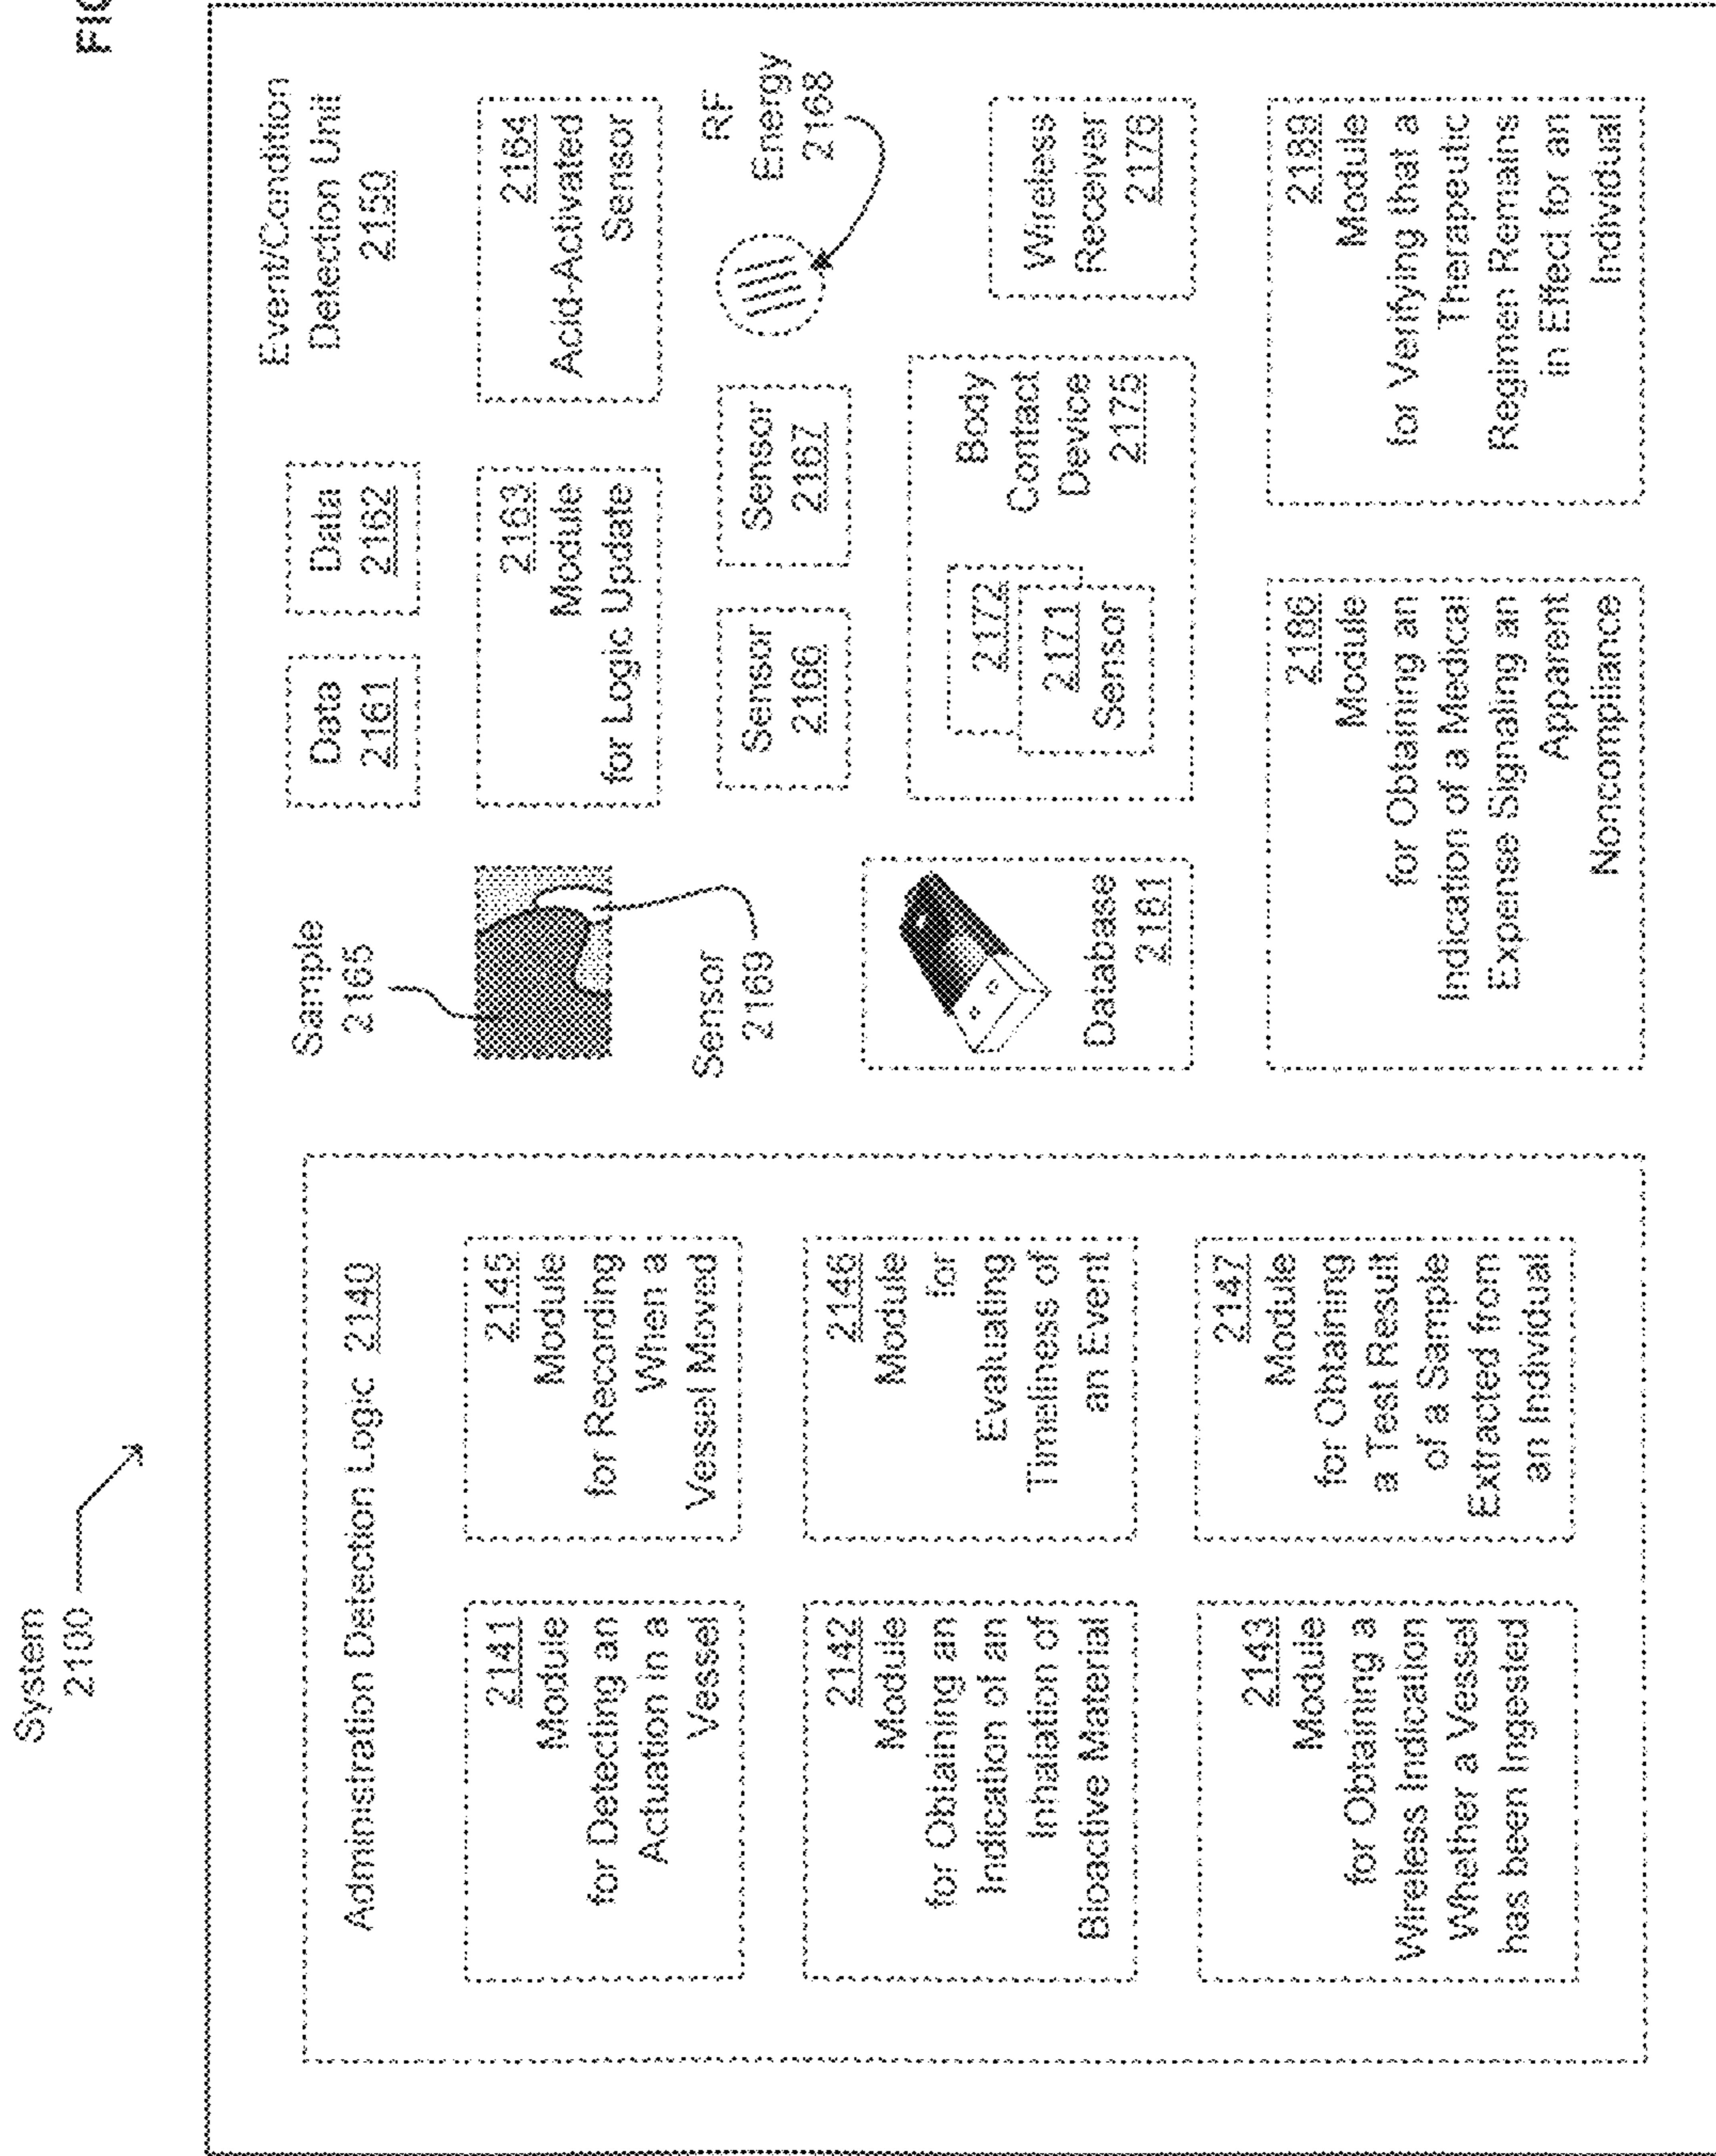 System
2100
FIG
Event/Condition
Detection Unit
2150
Administration Detection Logic 2140
2141
Module
for Detecting an
Actuation in a
Vessel
2145
Module
for Recording
When a
Vessel Moved
2142
Module
for Obtaining an
Indication of an
Inhalation of
Bioactive Material
2146
Module
for
Evaluating
Timeliness of
an Event
2143
Module
for Obtaining a
Wireless Indication
Whether a Vessel
has been Ingested
2147
Module
for Obtaining
a Test Result
of a Sample
Extracted from
an Individual
Sample
2165
Data
2161
Data
2162
2163
Module
for Logic Update
2164
Acid-Activated
Sensor
Sensor
2169
Sensor
2166
Sensor
2167
RF
Energy
2168
Database
2181
2172
2171
Sensor
Body
Contact
Device
2175
Wireless
Receiver
2179
2186
Module
for Obtaining an
Indication of a Medical
Expense Signaling an
Apparent
Noncompliance
2189
Module
for Verifying that a
Therapeutic
Regimen Remains
in Effect for an
Individual